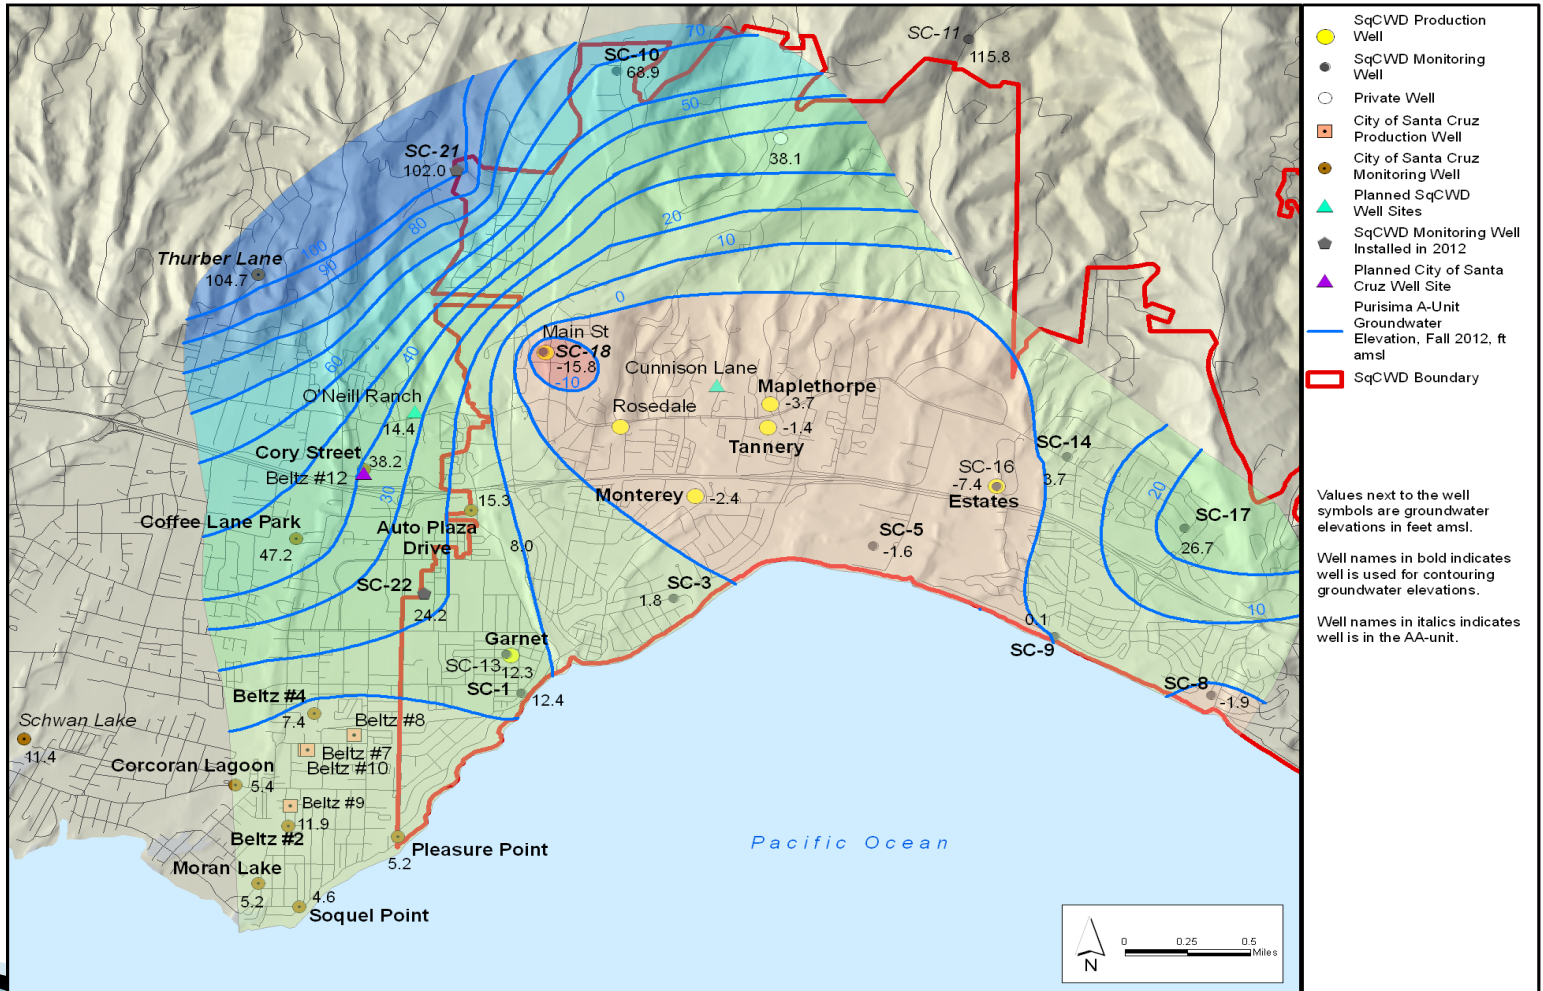 SC-11
115.8
70
SC-10
68.9
50
38.1
SC-21
102.0
80
20
10
100
90
Thurber Lane
104.7
0
60
40
Main St
SC-18
-15.8
-10
Cunnison Lane
Maplethorpe
-3.7
O'Neill Ranch
14.4
Rosedale
-1.4
Tannery
SC-14
3.7
Cory Street
38.2
Beltz #12
30
SC-16
-7.4
Estates
20
Monterey
-2.4
15.3
SC-17
26.7
Coffee Lane Park
47.2
Auto Plaza
Drive
8.0
SC-5
-1.6
SC-22
24.2
SC-3
1.8
10
0.1
SC-9
Garnet
SC-13
12.3
SC-1
12.4
SC-8
-1.9
Beltz #4
7.4
Beltz #8
Schwan Lake
11.4
Beltz #7
Beltz #10
Corcoran Lagoon
5.4
Beltz #9
11.9
Beltz #2
Pleasure Point
5.2
Moran Lake
5.2
4.6
Soquel Point
Pacific Ocean
N
0 0.25 0.5
Miles
SqCWD Production
Well
SqCWD Monitoring
Well
Private Well
City of Santa Cruz
Production Well
City of Santa Cruz
Monitoring Well
Planned SqCWD
Well Sites
SqCWD Monitoring Well
Installed in 2012
Planned City of Santa
Cruz Well Site
Purisima A-Unit
Groundwater
Elevation, Fall 2012, ft
amsl
SqCWD Boundary
Values next to the well
symbols are groundwater
elevations in feet amsl.
Well names in bold indicates
well is used for contouring
groundwater elevations.
Well names in italics indicates
well is in the AA-unit.